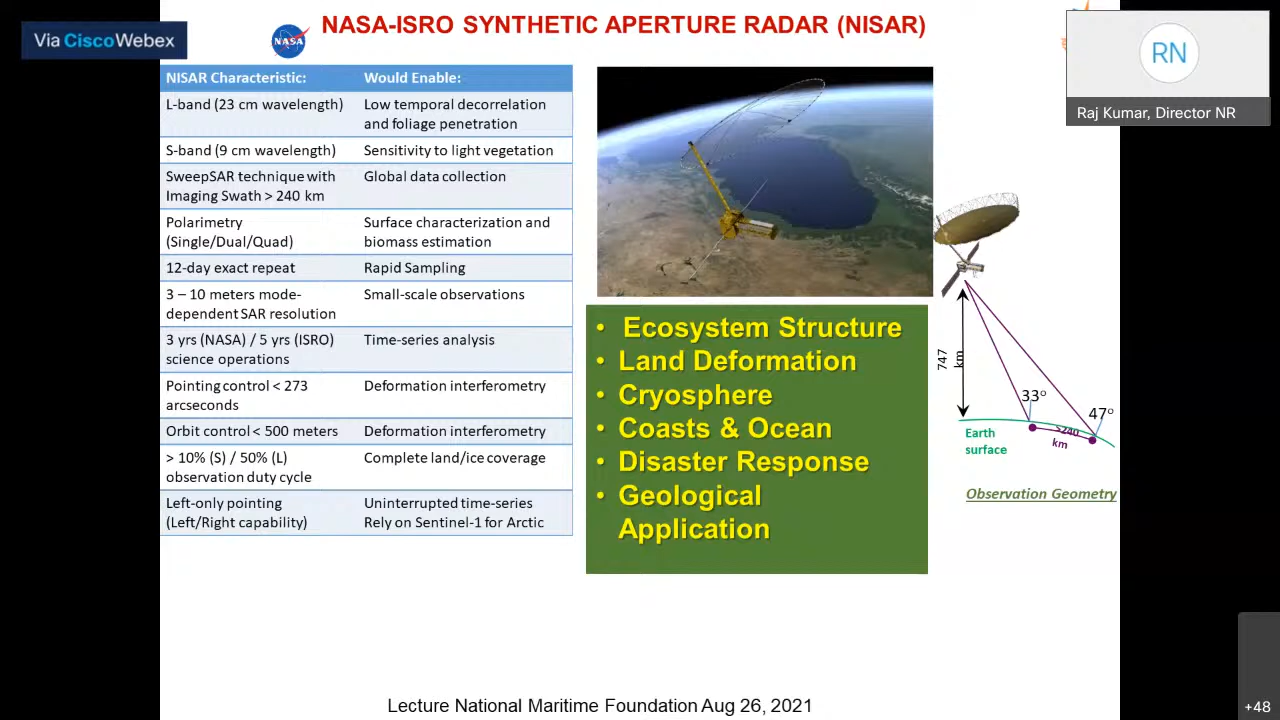 Via CiscoWebex
NASA
NASA-ISRO SYNTHETIC APERTURE RADAR (NISAR)
RN
Raj Kumar, Director NR
NISAR Characteristic: Would Enable:
L-band (23 cm wavelength) Low temporal decorrelation
and foliage penetration
S-band (9 cm wavelength) Sensitivity to light vegetation
SweepSAR technique with Global data collection
Imaging Swath > 240 km
Polarimetry Surface characterization and
(Single/Dual/Quad) biomass estimation
12-day exact repeat Rapid Sampling
3 – 10 meters mode- Small-scale observations
dependent SAR resolution
3 yrs (NASA) / 5 yrs (ISRO) Time-series analysis
science operations
Pointing control < 273 Deformation interferometry
arcseconds
Orbit control < 500 meters Deformation interferometry
> 10% (S) / 50% (L) Complete land/ice coverage
observation duty cycle
Left-only pointing Uninterrupted time-series
(Left/Right capability) Rely on Sentinel-1 for Arctic
• Ecosystem Structure
• Land Deformation
• Cryosphere
• Coasts & Ocean
• Disaster Response
• Geological
Application
747
km
33°
47°
>240
km
Earth
surface
Observation Geometry
Lecture National Maritime Foundation Aug 26, 2021
+48